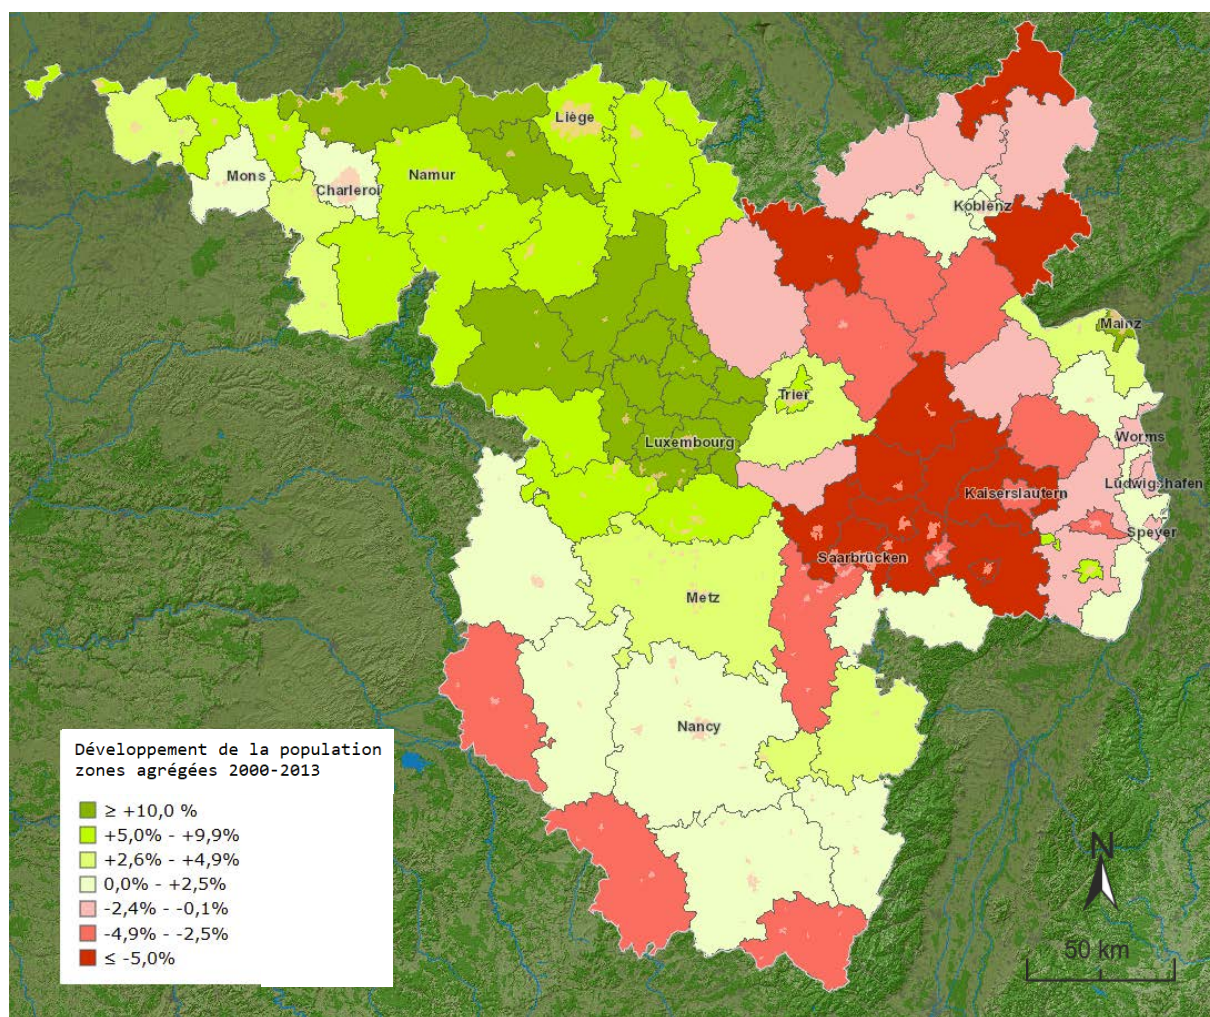 Liège
Mons
Charleroi
Namur
Koblenz
Mainz
Trier
Luxembourg
Worms
Ludwigshafen
Kaiserslautern
Speyer
Saarbrücken
Metz
Nancy
Développement de la population
zones agrégées 2000-2013
≥ +10,0 %
+5,0% - +9,9%
+2,6% - +4,9%
0,0% - +2,5%
-2,4% - -0,1%
-4,9% - -2,5%
≤ -5,0%
N
50 km